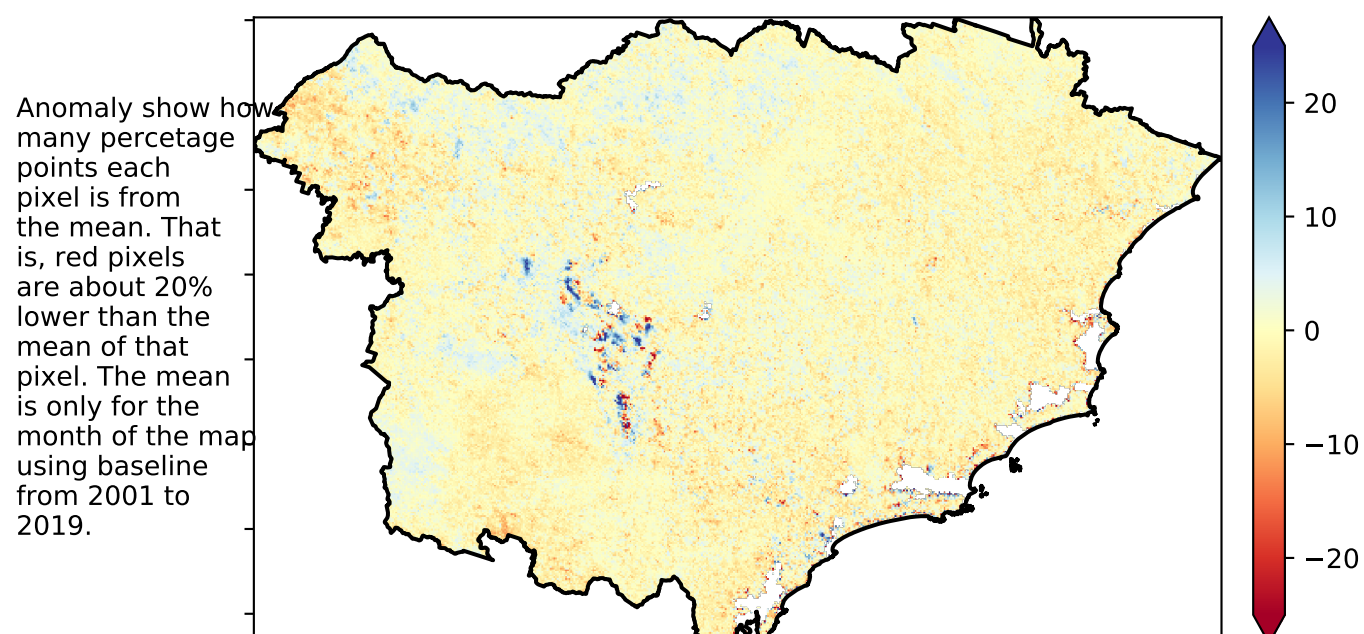 Anomaly show how
many percetage
points each
pixel is from
the mean. That
is, red pixels
are about 20%
lower than the
mean of that
pixel. The mean
is only for the
month of the map
using baseline
from 2001 to
2019.
20
10
0
−10
−20